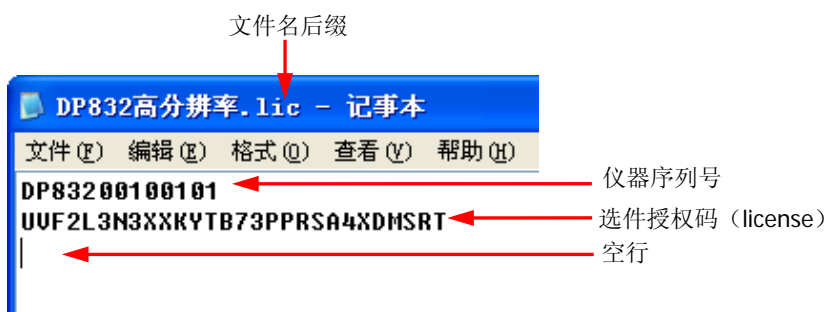 文件名后缀
DP832高分辨率.lic - 记事本
文件(F) 编辑(E) 格式(O) 查看(V) 帮助(H)
DP83200100101
仪器序列号
UVF2L3N3XXKYTB73PPRSA4XDMSRT
选件授权码（license）
空行